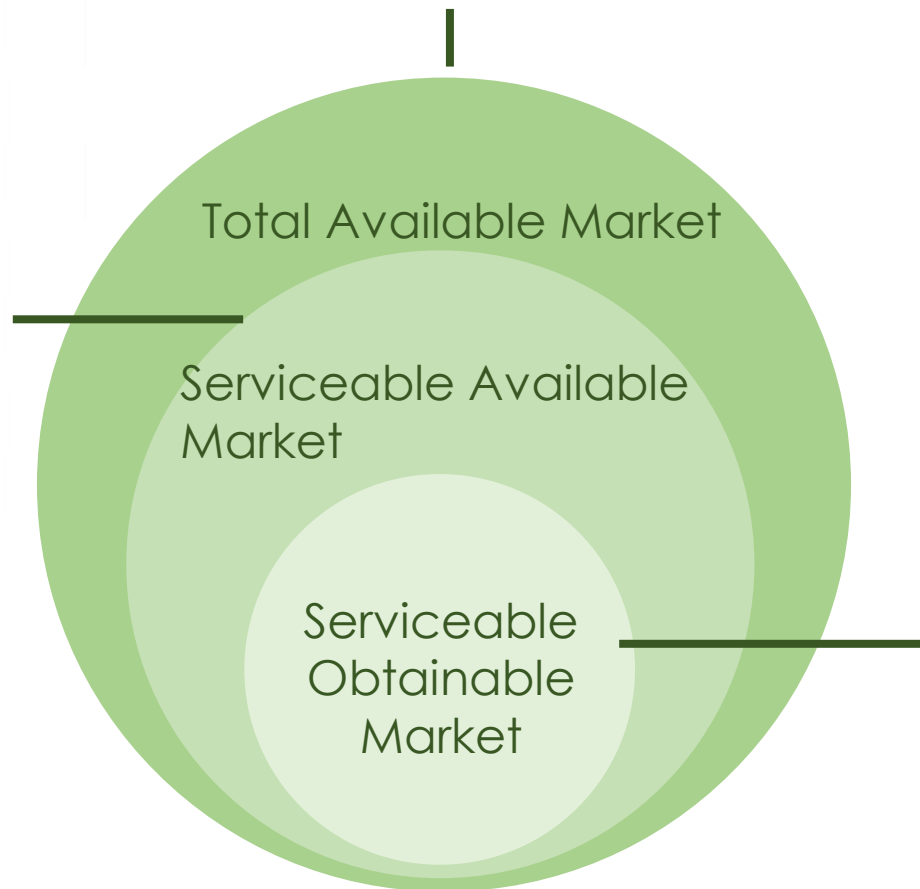 Total Available Market
Serviceable Available
Market
Serviceable
Obtainable
Market